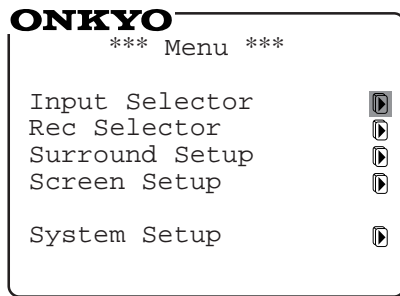 ONKYO
*** Menu ***
Input Selector
Rec Selector
Surround Setup
Screen Setup
System Setup